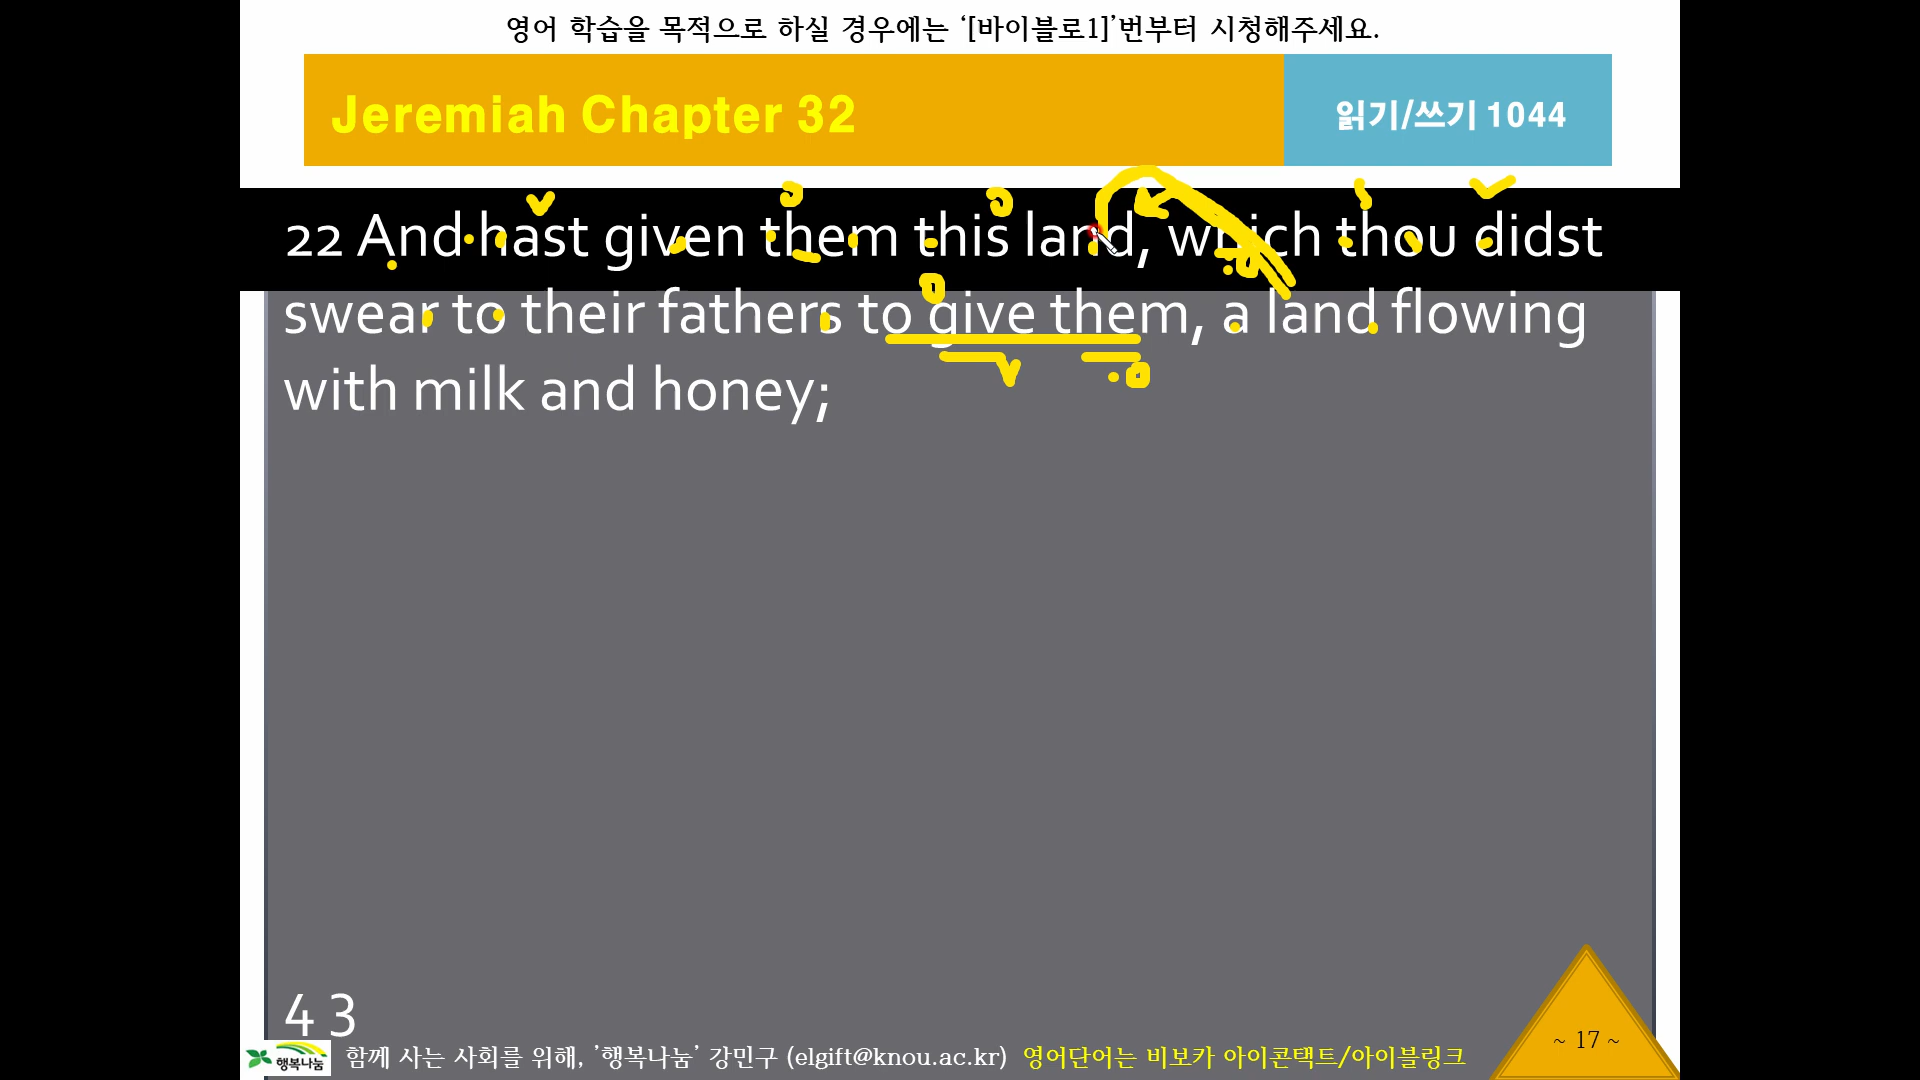 영어 학습을 목적으로 하실 경우에는 ‘[바이블로1]’번부터 시청해주세요.
Jeremiah Chapter 32
읽기/쓰기 1044
22 And hast given them this land, which thou didst
swear to their fathers to give them, a land flowing
with milk and honey;
4 3
행복나눔
함께 사는 사회를 위해, ’행복나눔’ 강민구 (elgift@knou.ac.kr) 영어단어는 비보카 아이콘택트/아이블링크
~ 17 ~